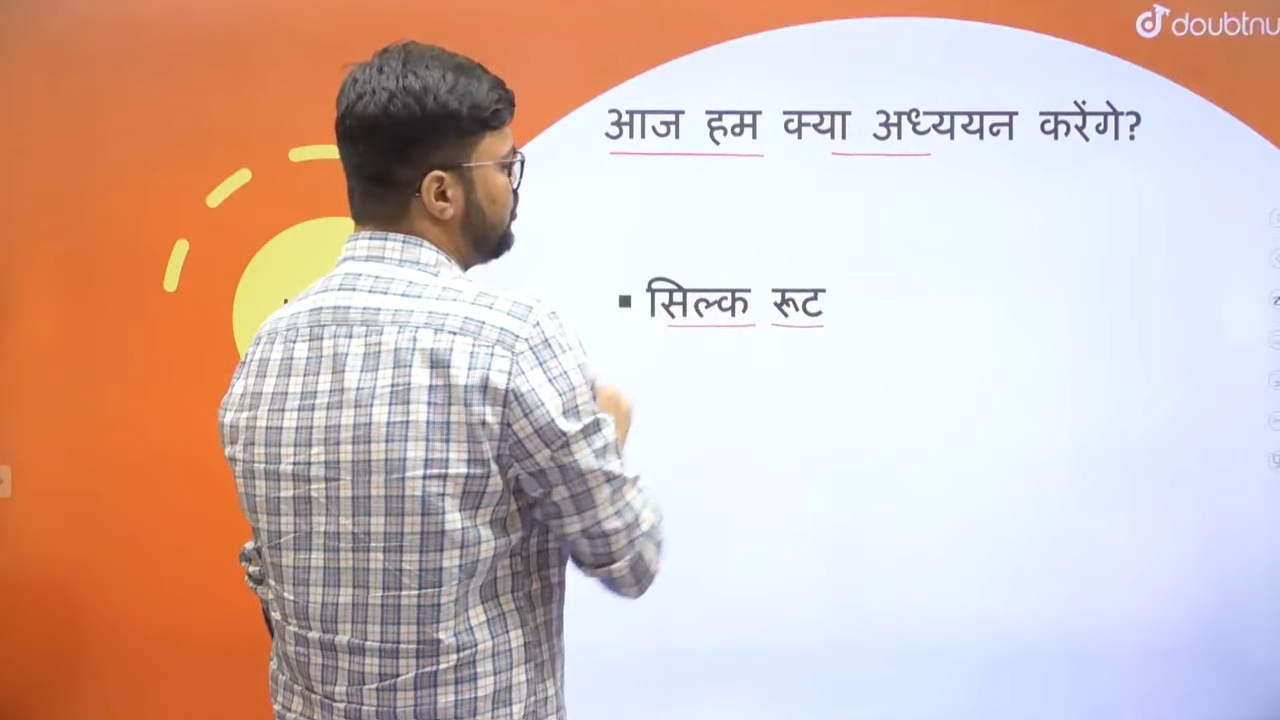 doubtnu
आज हम क्या अध्ययन करेंगे?
▪ सिल्क रूट